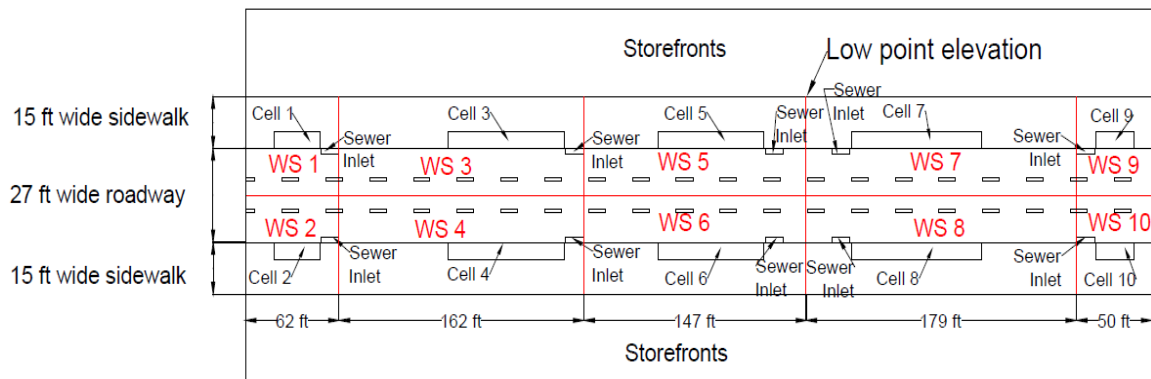 Storefronts
Low point elevation
15 ft wide sidewalk
Cell 1
Sewer
Inlet
Cell 3
Sewer
Inlet
Cell 5
Sewer
Inlet
Sewer
Inlet
Cell 7
Sewer
Inlet
Cell 9
27 ft wide roadway
WS 1
WS 3
WS 5
WS 7
WS 9
WS 2
WS 4
WS 6
WS 8
WS 10
15 ft wide sidewalk
Cell 2
Sewer
Inlet
Cell 4
Sewer
Inlet
Cell 6
Sewer
Inlet
Sewer
Inlet
Cell 8
Sewer
Inlet
Cell 10
62 ft
162 ft
147 ft
179 ft
50 ft
Storefronts